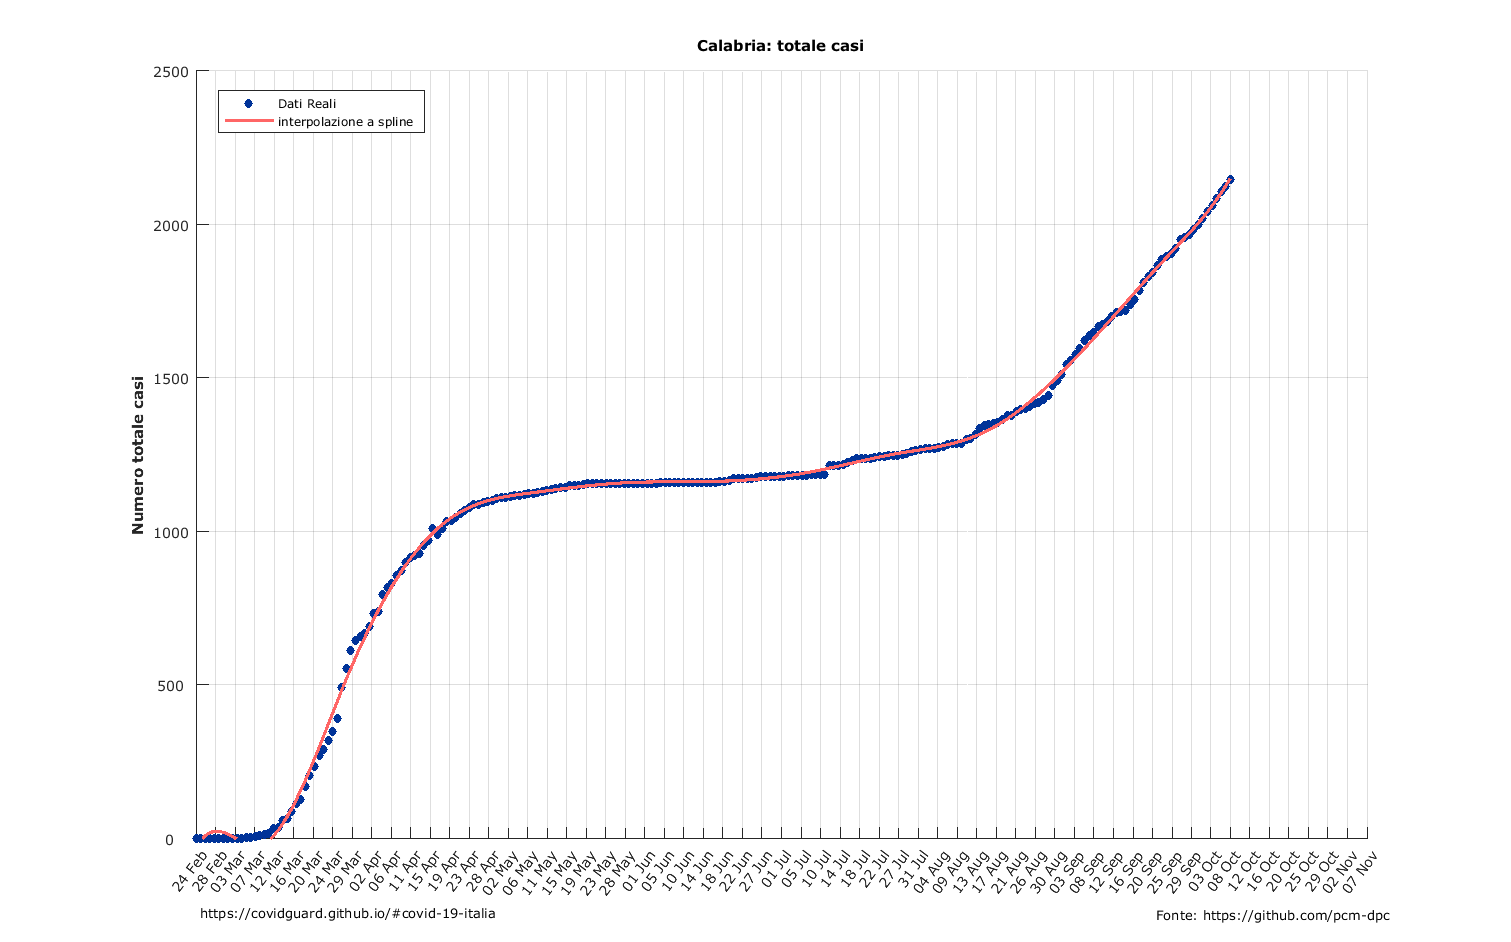 Calabria: totale casi
Dati Reali
interpolazione a spline
Numero totale casi
2500
2000
1500
1000
500
0
24 Feb
28 Feb
03 Mar
07 Mar
12 Mar
16 Mar
20 Mar
24 Mar
29 Mar
02 Apr
06 Apr
11 Apr
15 Apr
19 Apr
23 Apr
28 Apr
02 May
06 May
11 May
15 May
19 May
23 May
28 May
01 Jun
05 Jun
10 Jun
14 Jun
18 Jun
22 Jun
27 Jun
01 Jul
05 Jul
10 Jul
14 Jul
18 Jul
22 Jul
27 Jul
31 Jul
04 Aug
09 Aug
13 Aug
17 Aug
21 Aug
26 Aug
30 Aug
03 Sep
08 Sep
12 Sep
16 Sep
20 Sep
25 Sep
29 Sep
03 Oct
08 Oct
12 Oct
16 Oct
20 Oct
25 Oct
29 Oct
02 Nov
07 Nov
https://covidguard.github.io/#covid-19-italia
Fonte: https://github.com/pcm-dpc